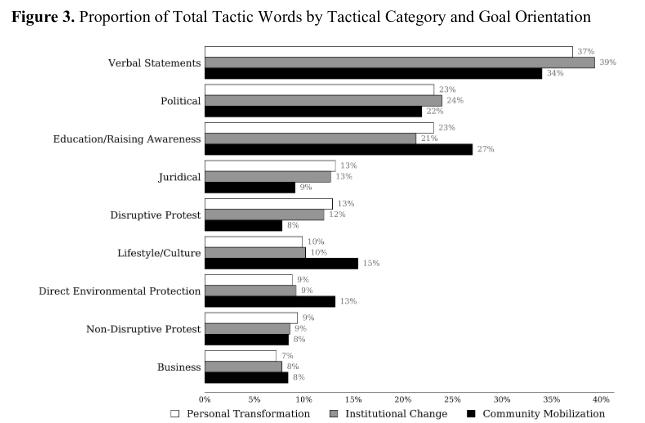 Figure 3. Proportion of Total Tactic Words by Tactical Category and Goal Orientation
Verbal Statements
37%
39%
34%
Political
23%
24%
22%
Education/Raising Awareness
23%
21%
27%
Juridical
13%
13%
9%
Disruptive Protest
13%
12%
8%
Lifestyle/Culture
10%
10%
15%
Direct Environmental Protection
9%
9%
13%
Non-Disruptive Protest
9%
9%
8%
Business
7%
8%
8%
0% 5% 10% 15% 20% 25% 30% 35% 40%
Personal Transformation Institutional Change Community Mobilization